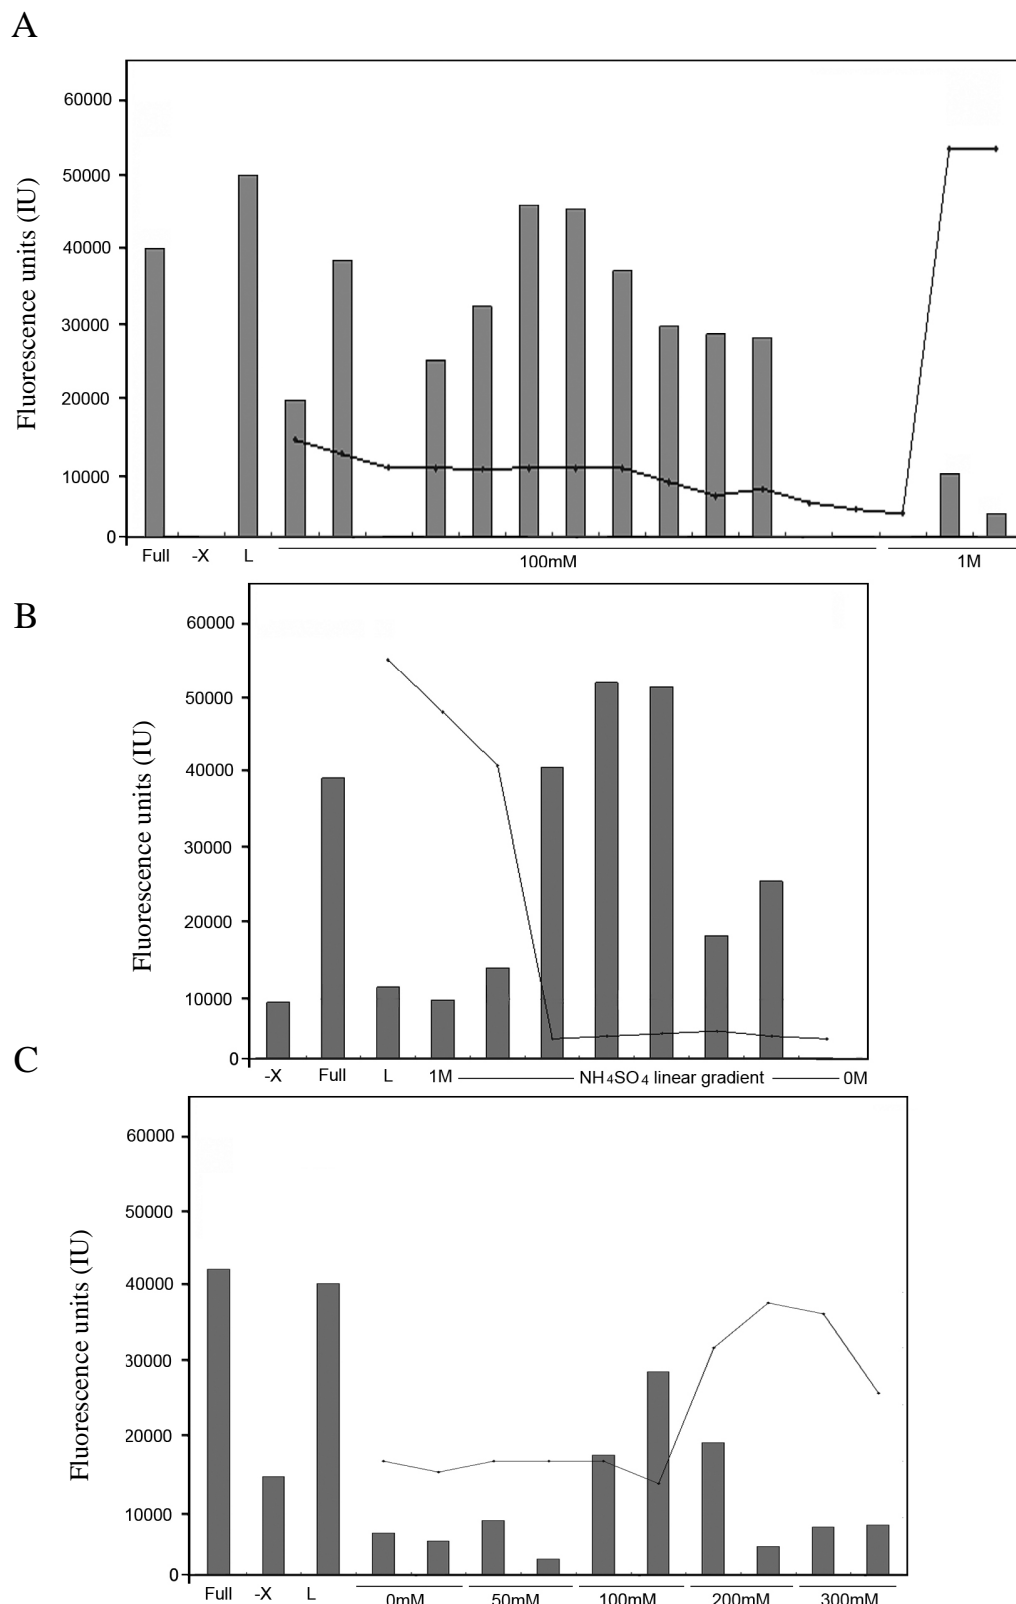 A
Fluorescence units (IU)
60000
50000
40000
30000
20000
10000
0
Full -X L 100mM 1M
B
Fluorescence units (IU)
60000
50000
40000
30000
20000
10000
0
-X Full L 1M NH4SO4 linear gradient 0M
C
Fluorescence units (IU)
60000
50000
40000
30000
20000
10000
0
Full -X L 0mM 50mM 100mM 200mM 300mM